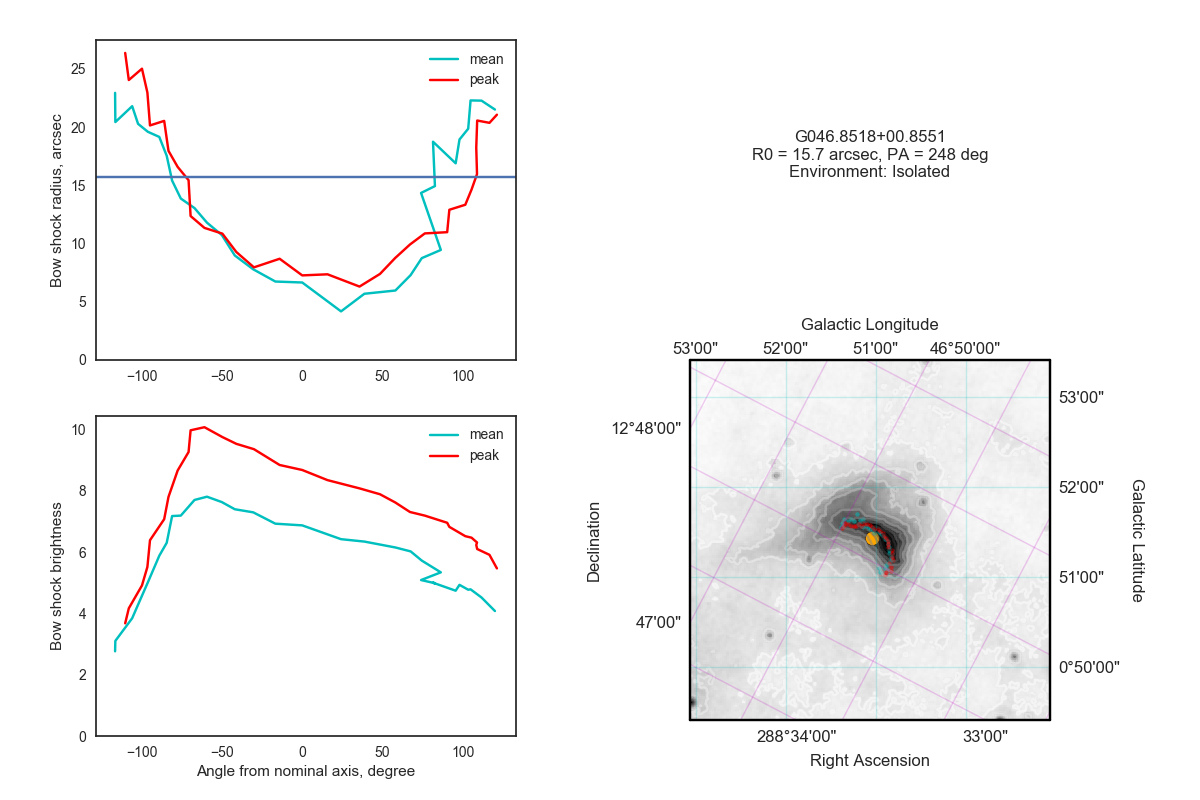 25
20
15
10
5
0
Bow shock radius, arcsec
mean
peak
−100
−50
0
50
100
10
8
6
4
2
0
Bow shock brightness
mean
peak
−100
−50
0
50
100
Angle from nominal axis, degree
G046.8518+00.8551
R0 = 15.7 arcsec, PA = 248 deg
Environment: Isolated
Galactic Longitude
53'00" 52'00" 51'00" 46°50'00"
12°48'00"
47'00"
Declination
53'00"
52'00"
51'00"
0°50'00"
Galactic Latitude
288°34'00" 33'00"
Right Ascension